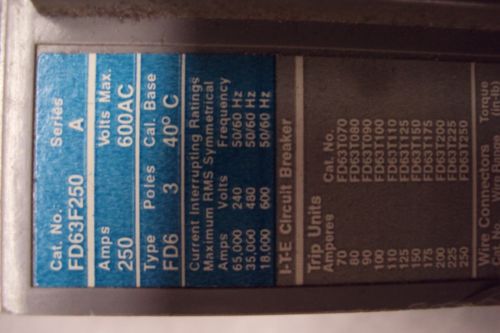 Cat. No. Series
FD63F250 A
Amps Volts Max.
250 600AC
Type Poles Cal. Base
FD6 3 40° C
Current Interrupting Ratings
Maximum RMS Symmetrical
Amps Volts Frequency
65,000 240 50/60 Hz
35,000 480 50/60 Hz
18,000 600 50/60 Hz
I-T-E Circuit Breaker
Trip Units
Amperes Cat. No.
70 FD63T070
80 FD63T080
90 FD63T090
100 FD63T100
110 FD63T110
125 FD63T125
150 FD63T150
175 FD63T175
200 FD63T200
225 FD63T225
250 FD63T250
Wire Connectors Torque